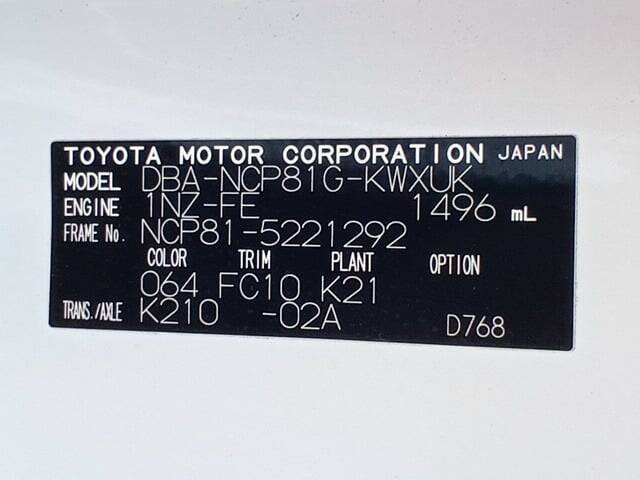 TOYOTA MOTOR CORPORATION JAPAN
MODEL DBA-NCP81G-KWXUK
ENGINE 1NZ-FE 1496 mL
FRAME No. NCP81-5221292
COLOR TRIM PLANT OPTION
064 FC10 K21
TRANS./AXLE K210 -02A D768